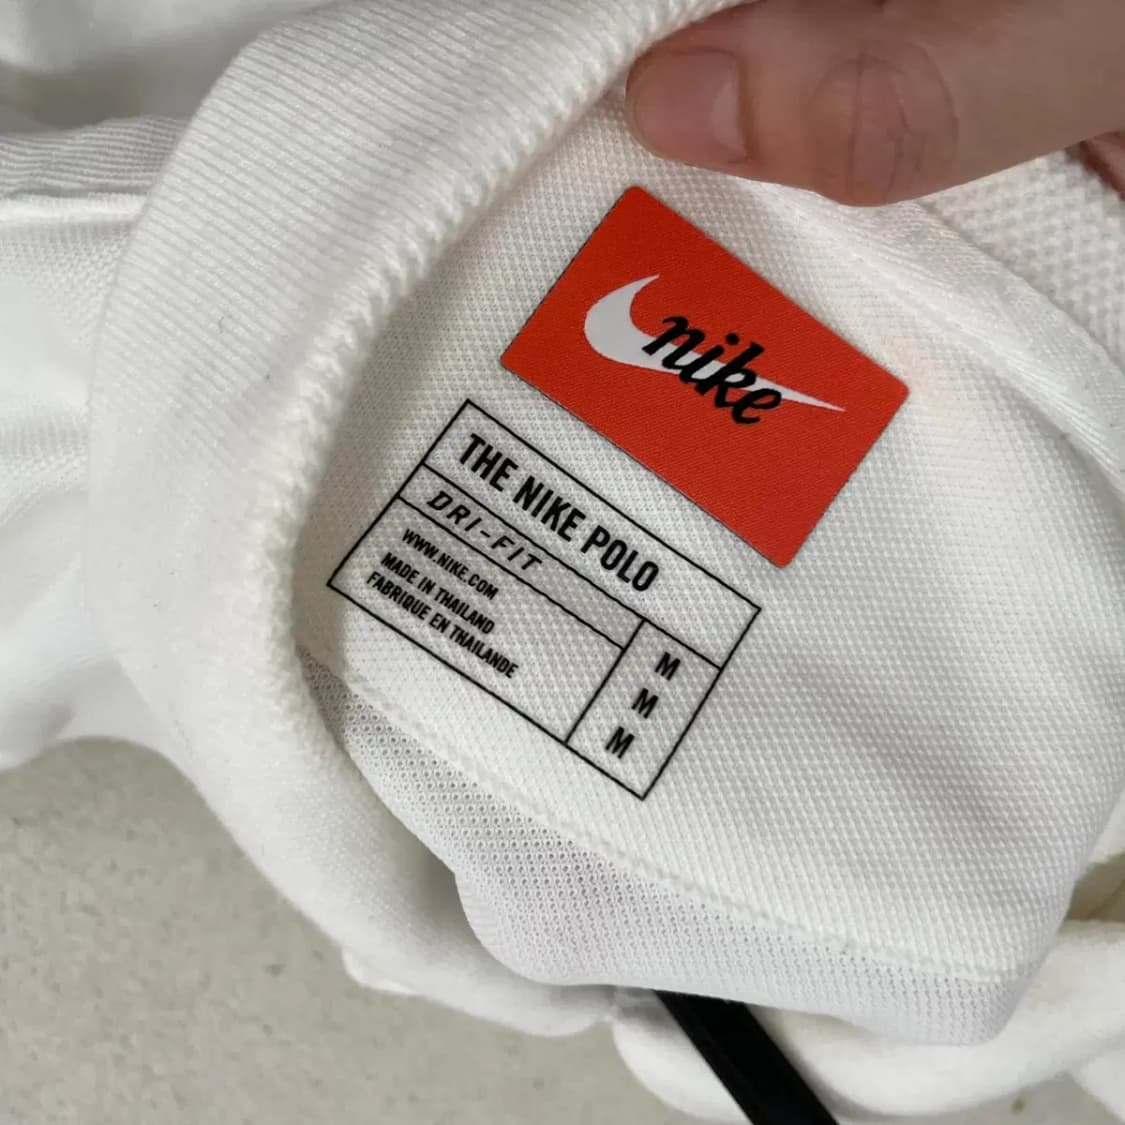 nike
THE NIKE POLO
DRI-FIT
WWW.NIKE.COM
MADE IN THAILAND
FABRIQUE EN THAILANDE
M
M
M